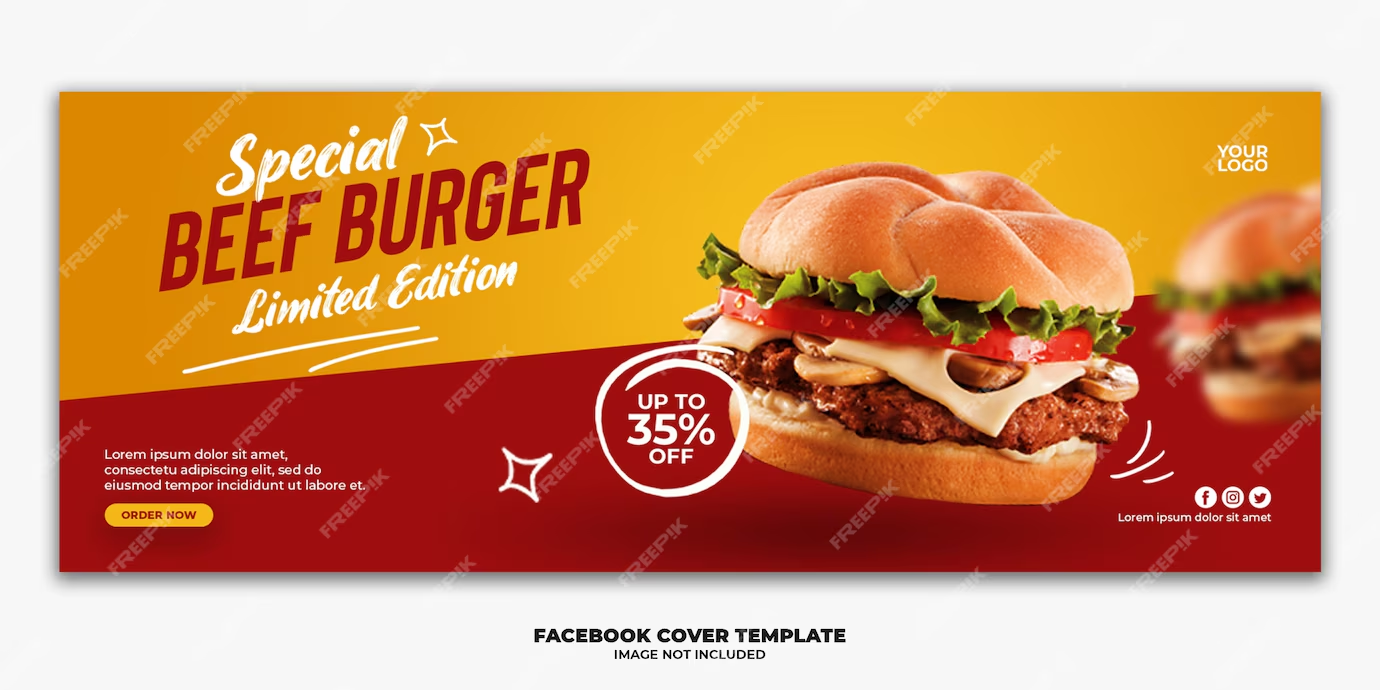 Special
BEEF BURGER
Limited Edition
YOUR
LOGO
UP TO
35%
OFF
Lorem ipsum dolor sit amet,
consectetu adipiscing elit, sed do
eiusmod tempor incididunt ut labore et.
ORDER NOW
Lorem ipsum dolor sit amet
FACEBOOK COVER TEMPLATE
IMAGE NOT INCLUDED
FREEPIK